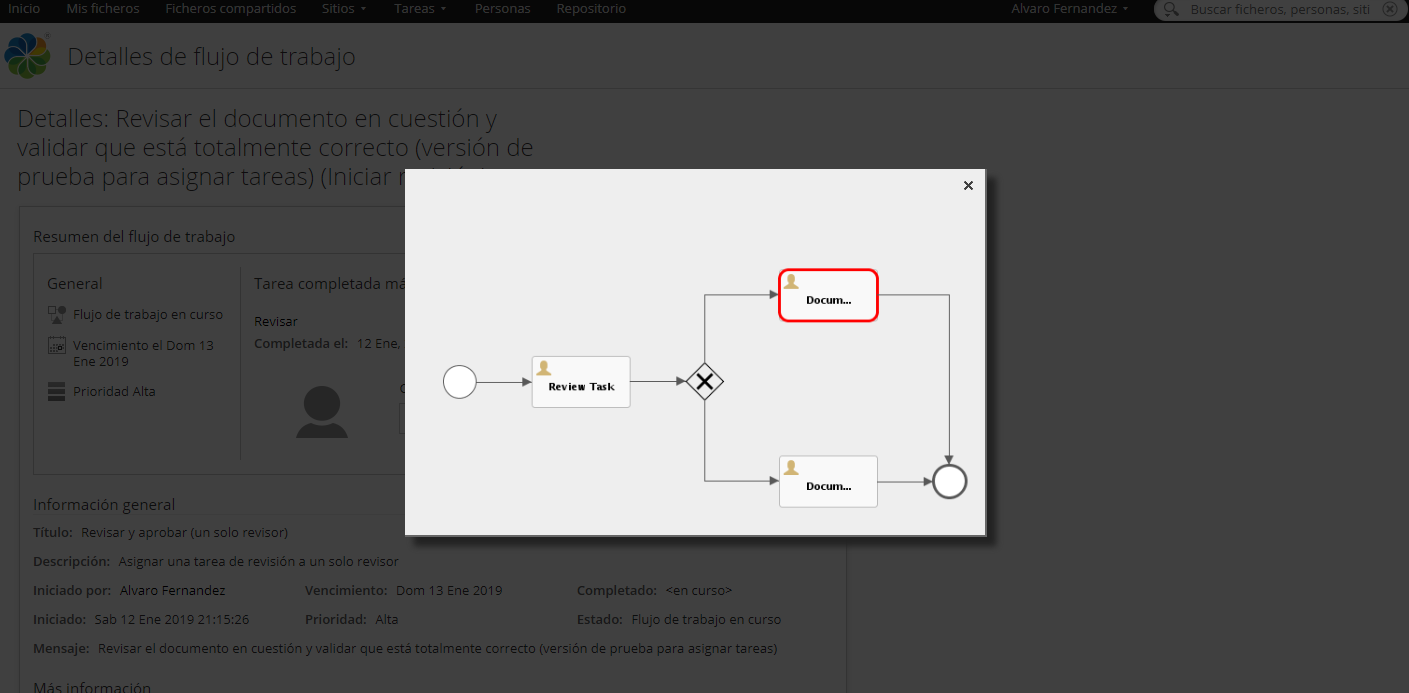 Inicio Mis ficheros Ficheros compartidos Sitios Tareas Personas Repositorio Alvaro Fernandez Buscar ficheros, personas, siti
Detalles de flujo de trabajo
Detalles: Revisar el documento en cuestión y
validar que está totalmente correcto (versión de
prueba para asignar tareas) (Iniciar
Resumen del flujo de trabajo
General
Flujo de trabajo en curso
Vencimiento el Dom 13
Ene 2019
Prioridad Alta
Tarea completada má
Revisar
Completada el: 12 Ene,
Review Task
Docum...
Docum...
Información general
Título: Revisar y aprobar (un solo revisor)
Descripción: Asignar una tarea de revisión a un solo revisor
Iniciado por: Alvaro Fernandez Vencimiento: Dom 13 Ene 2019 Completado: <en curso>
Iniciado: Sab 12 Ene 2019 21:15:26 Prioridad: Alta Estado: Flujo de trabajo en curso
Mensaje: Revisar el documento en cuestión y validar que está totalmente correcto (versión de prueba para asignar tareas)
Más información